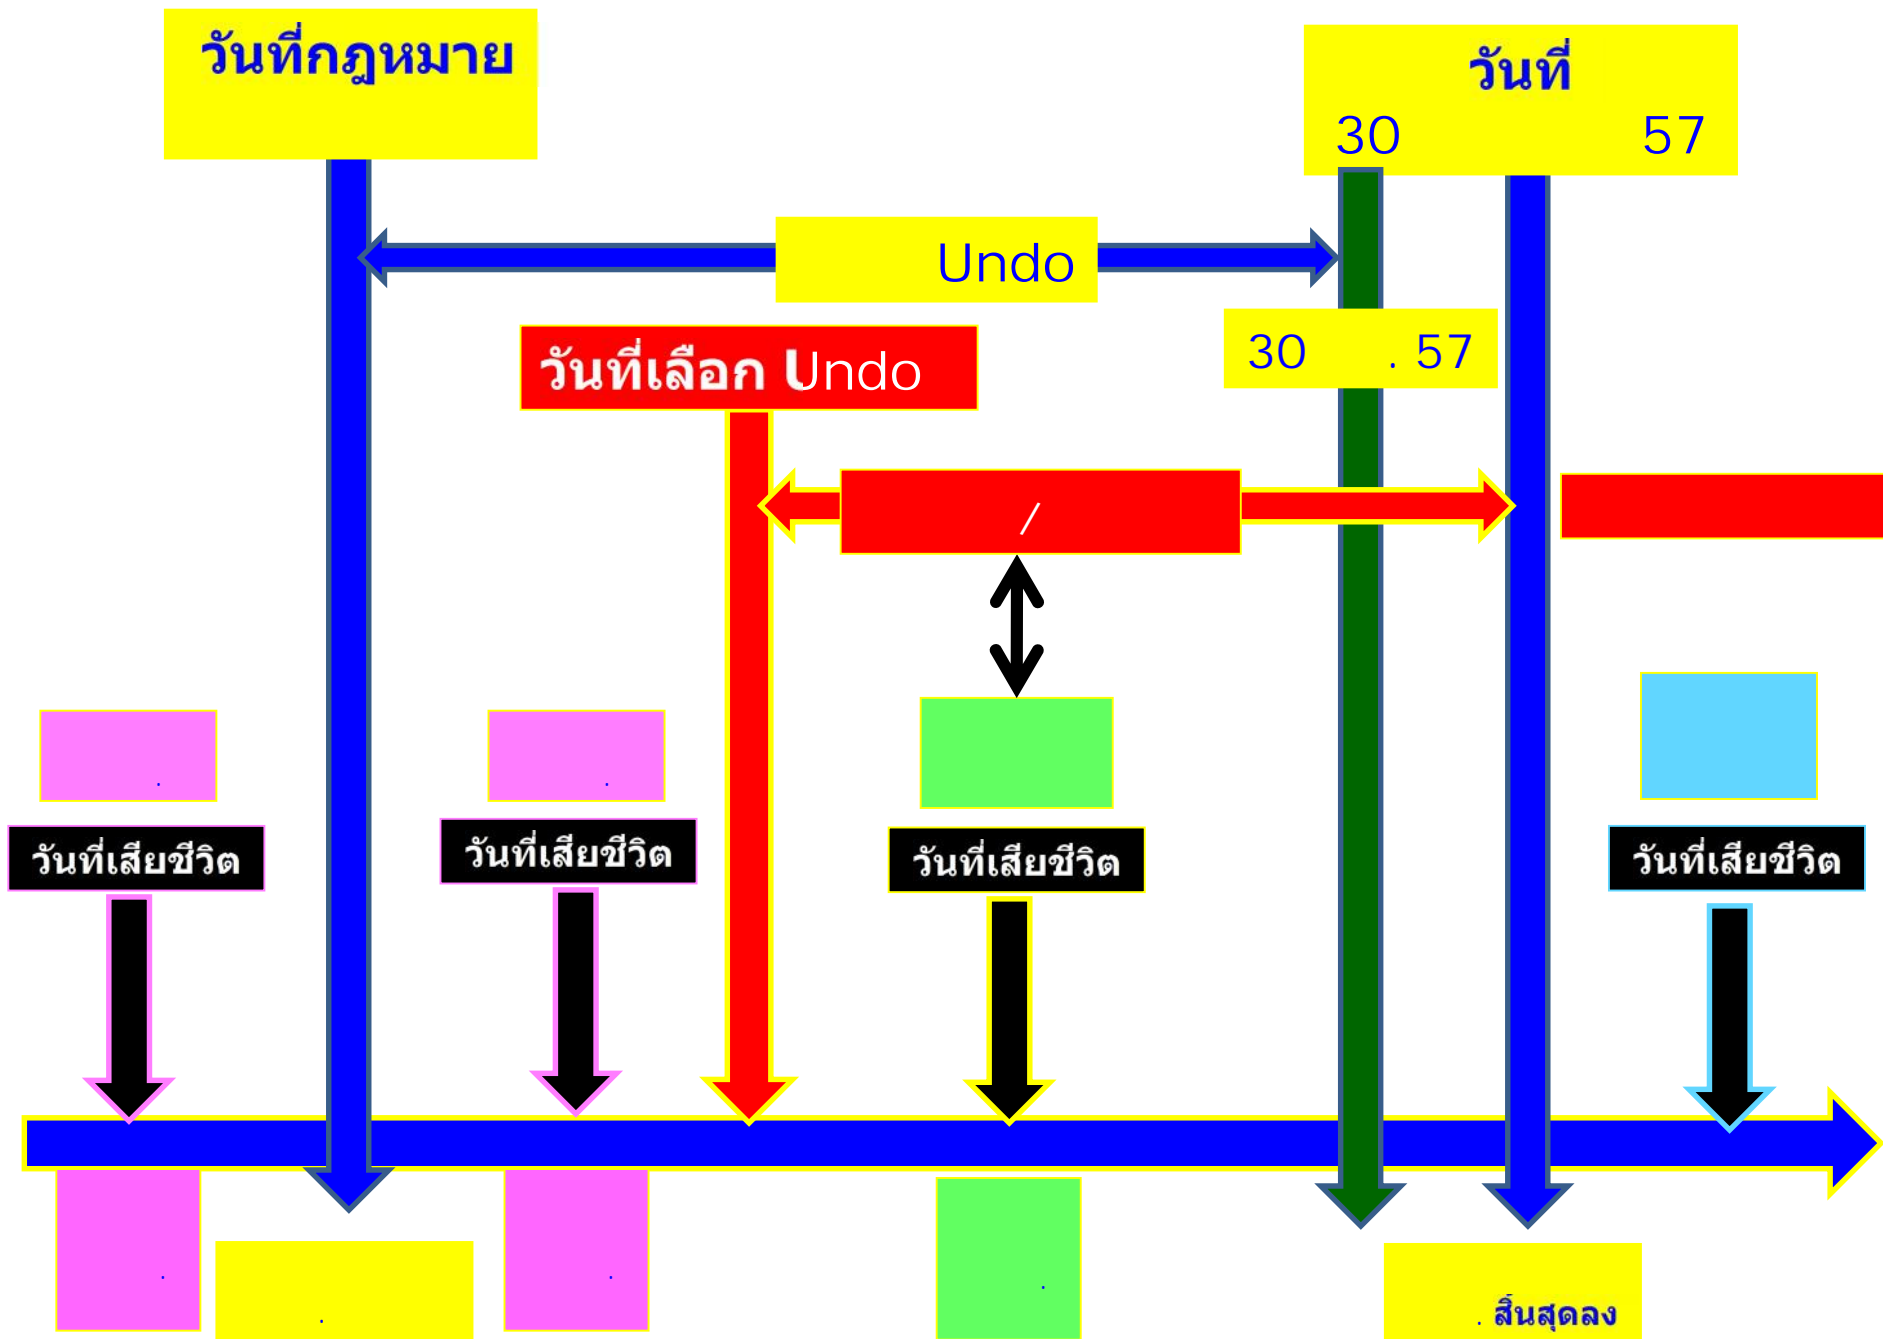 วันที่กฎหมาย
วันที่
30 57
Undo
30 . 57
วันที่เลือก Undo
/
.
.
วันที่เสียชีวิต
วันที่เสียชีวิต
วันที่เสียชีวิต
วันที่เสียชีวิต
.
.
.
.
. สิ้นสุดลง